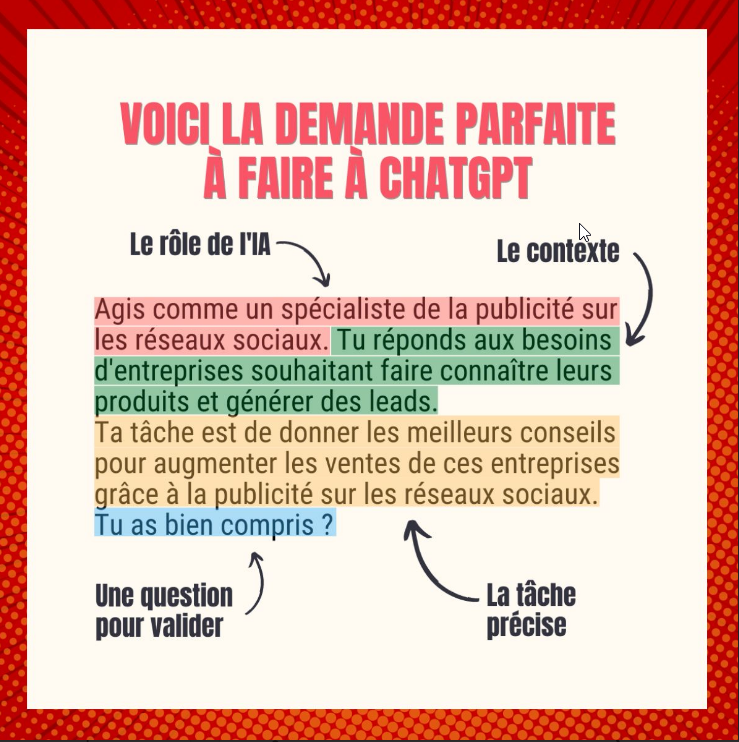 VOICI LA DEMANDE PARFAITE
À FAIRE À CHATGPT
Le rôle de l'IA
Le contexte
Agis comme un spécialiste de la publicité sur
les réseaux sociaux. Tu réponds aux besoins
d'entreprises souhaitant faire connaître leurs
produits et générer des leads.
Ta tâche est de donner les meilleurs conseils
pour augmenter les ventes de ces entreprises
grâce à la publicité sur les réseaux sociaux.
Tu as bien compris ?
Une question
pour valider
La tâche
précise